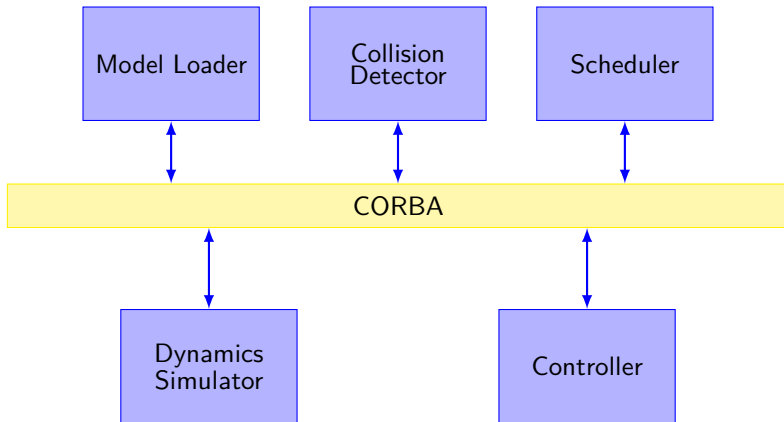 Model Loader
Collision
Detector
Scheduler
CORBA
Dynamics
Simulator
Controller